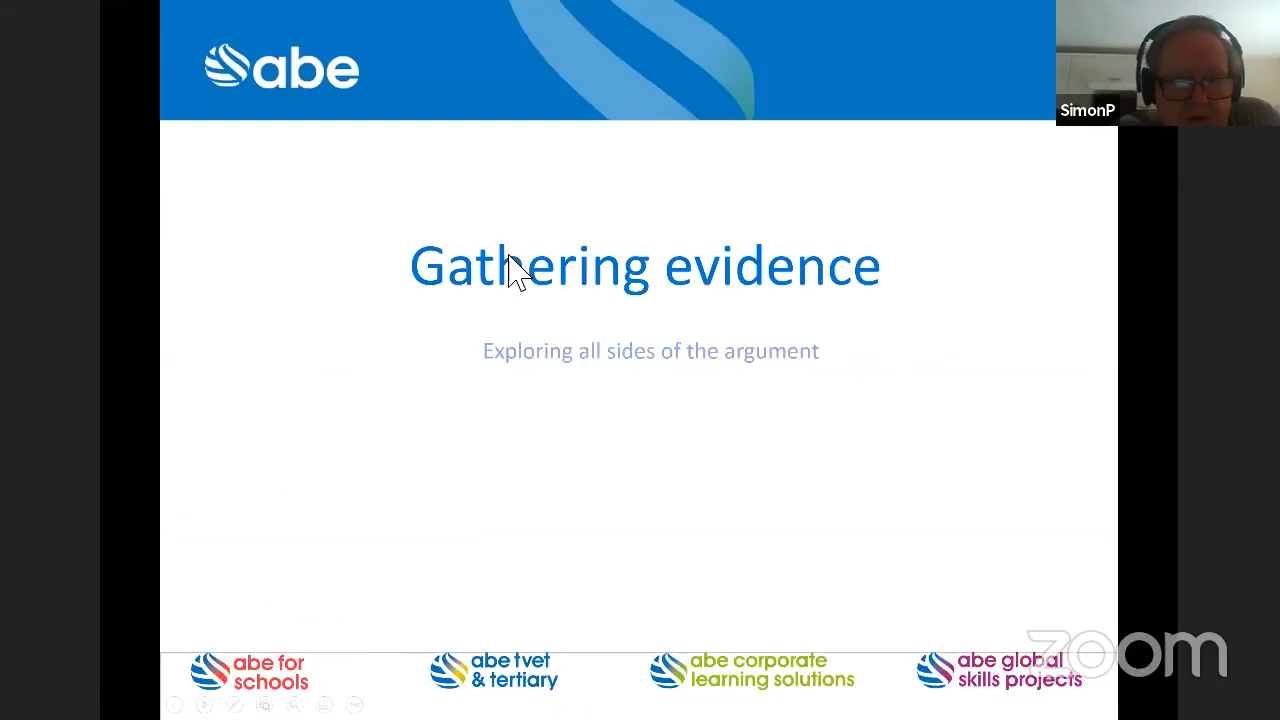 abe
SimonP
Gathering evidence
Exploring all sides of the argument
abe for
schools
abe tvet
& tertiary
abe corporate
learning solutions
abe global
skills projects
zoom